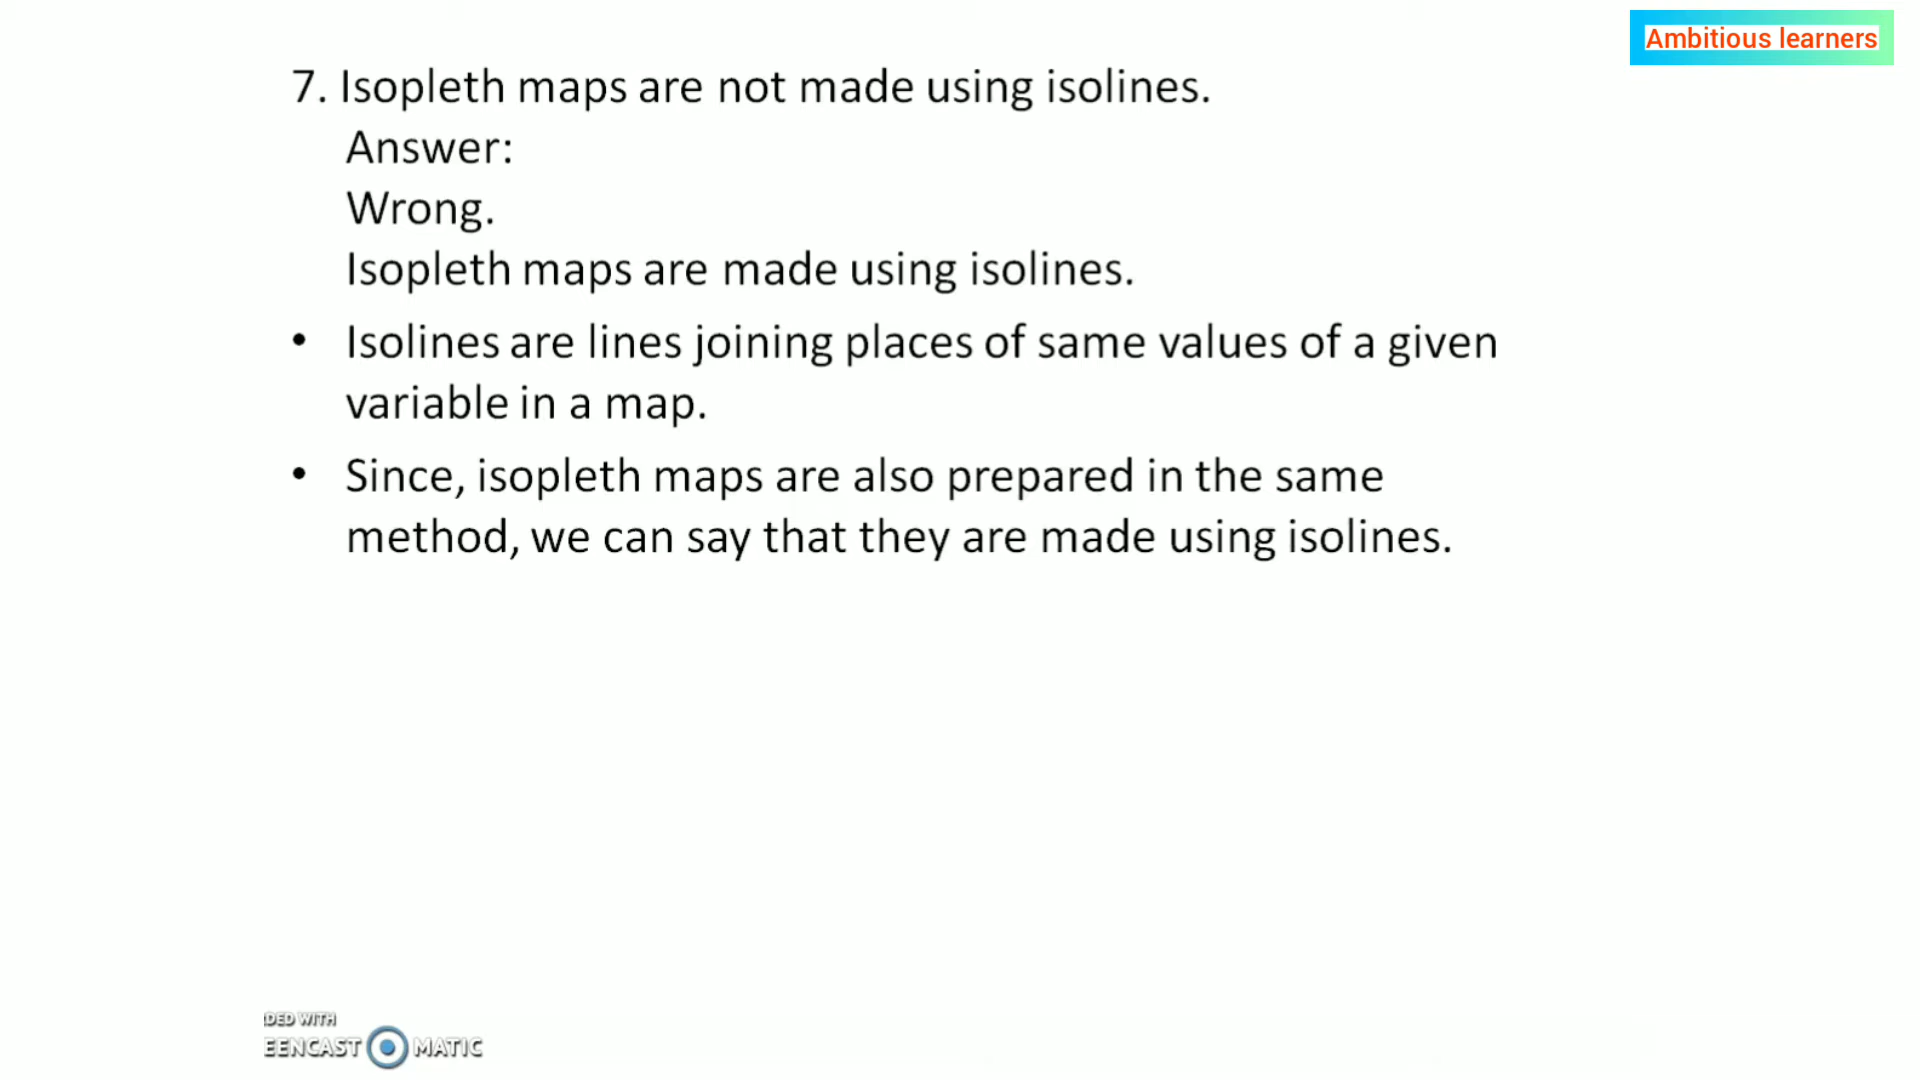 Ambitious learners
7. Isopleth maps are not made using isolines.
Answer:
Wrong.
Isopleth maps are made using isolines.
• Isolines are lines joining places of same values of a given
variable in a map.
• Since, isopleth maps are also prepared in the same
method, we can say that they are made using isolines.
DED WITH
EENCAST MATIC